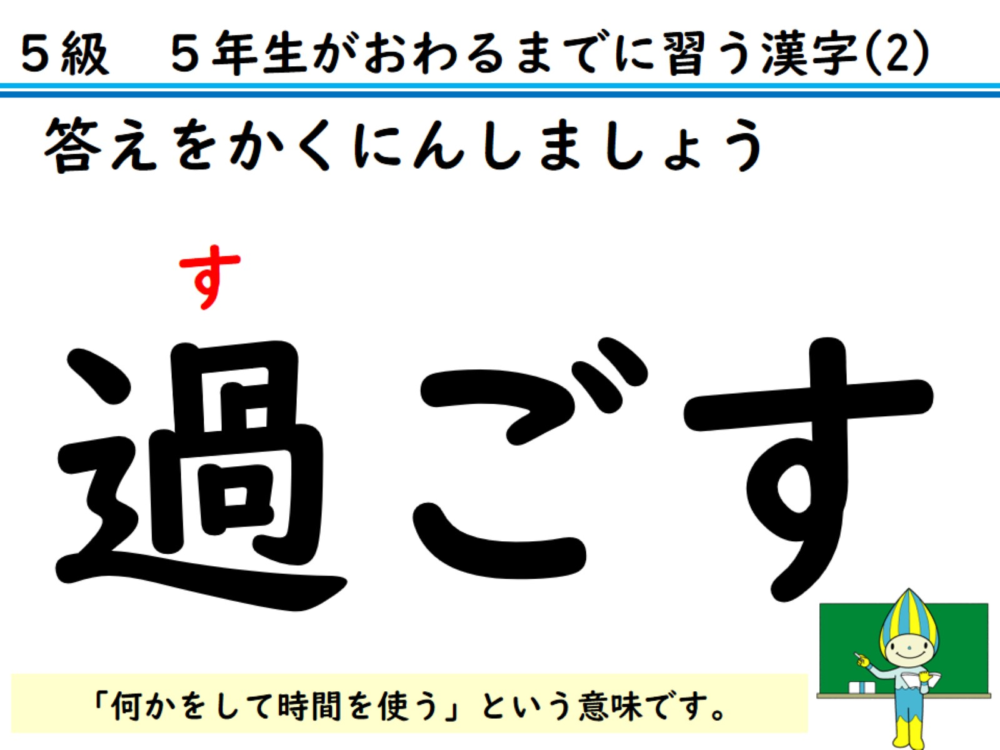 ５級　５年生がおわるまでに習う漢字(2)
答えをかくにんしましょう
す
過ごす
「何かをして時間を使う」という意味です。